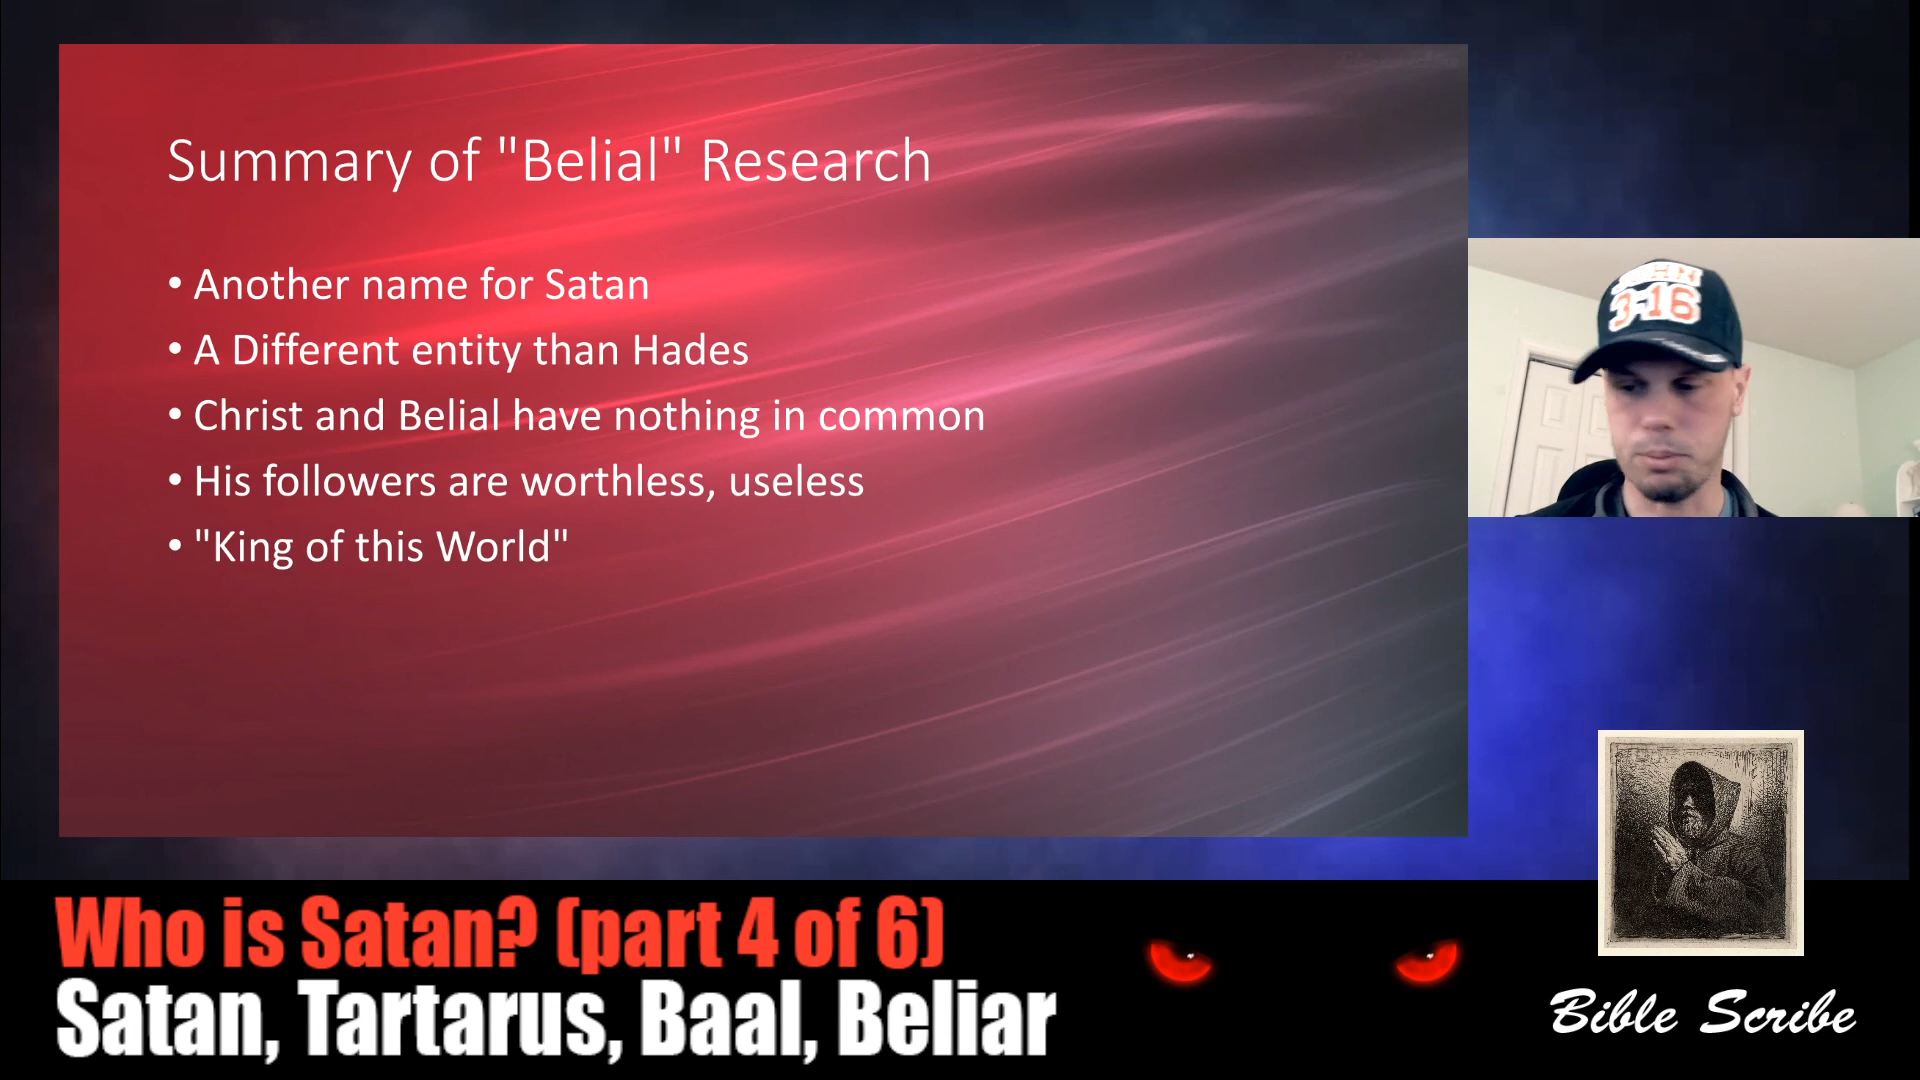 Summary of "Belial" Research
• Another name for Satan
• A Different entity than Hades
• Christ and Belial have nothing in common
• His followers are worthless, useless
• "King of this World"
JOHN
3-16
Who is Satan? (part 4 of 6)
Satan, Tartarus, Baal, Beliar
Bible Scribe